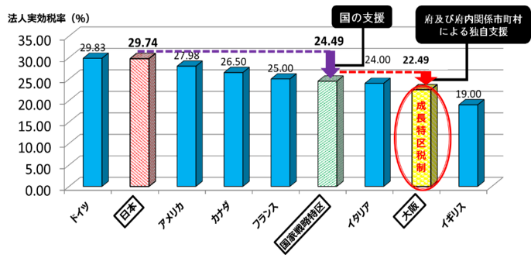 法人実効税率（%）
国の支援
府及び府内関係市町村
による独自支援
35.00
30.00
25.00
20.00
15.00
10.00
5.00
0.00
29.83
29.74
27.98
26.50
25.00
24.49
24.00
22.49
19.00
成長特区税制
ドイツ
日本
アメリカ
カナダ
フランス
国家戦略特区
イタリア
大阪
イギリス